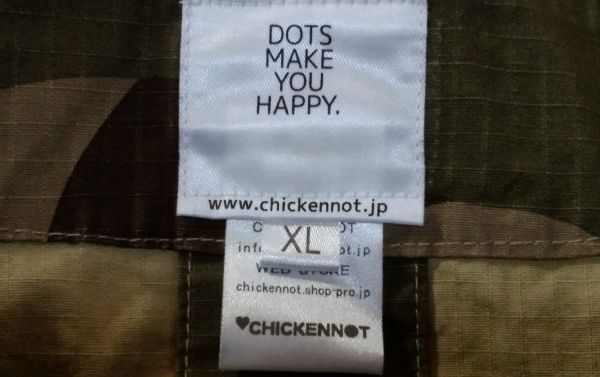 DOTS
MAKE
YOU
HAPPY.
www.chickennot.jp
XL
WEB STORE
chickennot.shop-pro.jp
♥CHICKENNOT